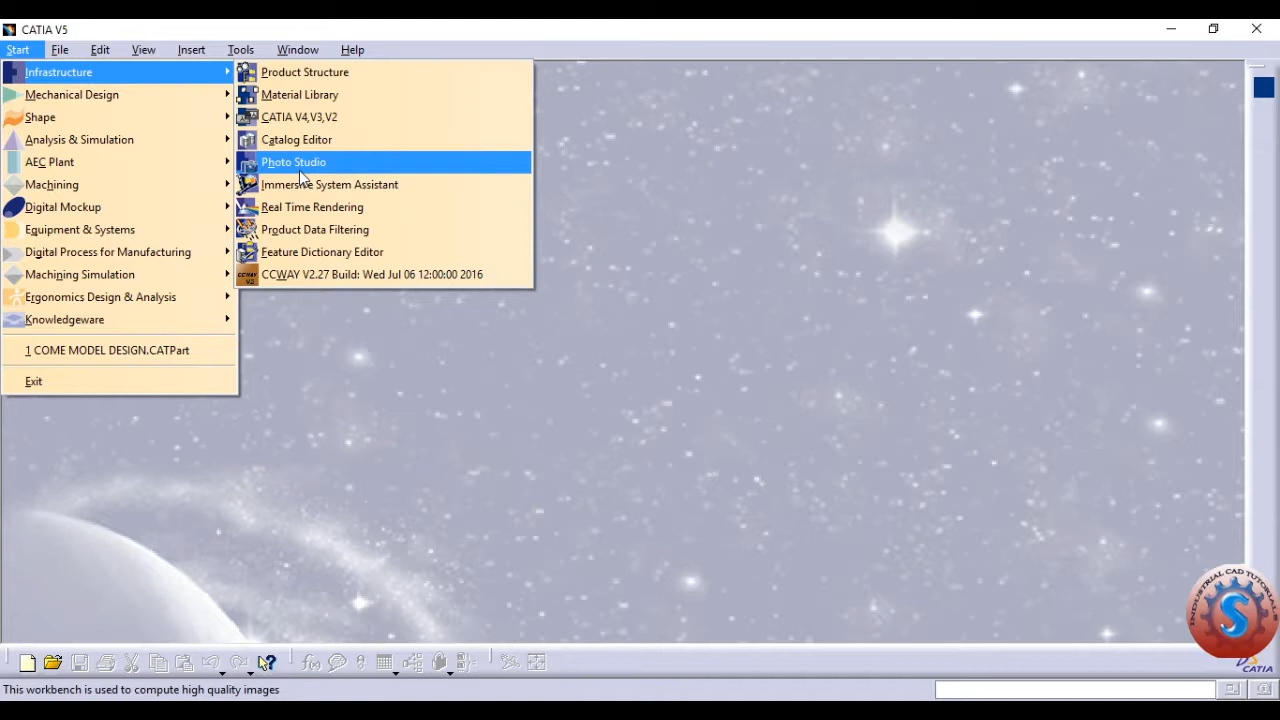 CATIA V5
Start File Edit View Insert Tools Window Help
Infrastructure
Mechanical Design
Shape
Analysis & Simulation
AEC Plant
Machining
Digital Mockup
Equipment & Systems
Digital Process for Manufacturing
Machining Simulation
Ergonomics Design & Analysis
Knowledgeware
1 COME MODEL DESIGN.CATPart
Exit
Product Structure
Material Library
CATIA V4,V3,V2
Catalog Editor
Photo Studio
Immersive System Assistant
Real Time Rendering
Product Data Filtering
Feature Dictionary Editor
CCWAY V2.27 Build: Wed Jul 06 12:00:00 2016
INDUSTRIAL CAD TUTORIALS
S
CATIA
This workbench is used to compute high quality images